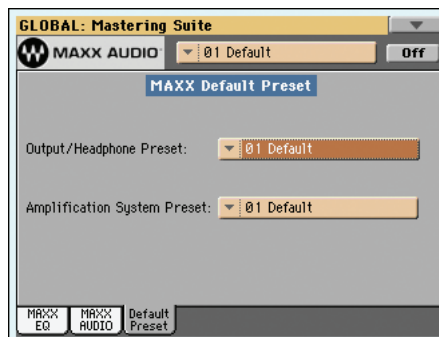 GLOBAL: Mastering Suite
MAXX AUDIO 01 Default Off
MAXX Default Preset
Output/Headphone Preset: 01 Default
Amplification System Preset: 01 Default
MAXX EQ MAXX AUDIO Default Preset